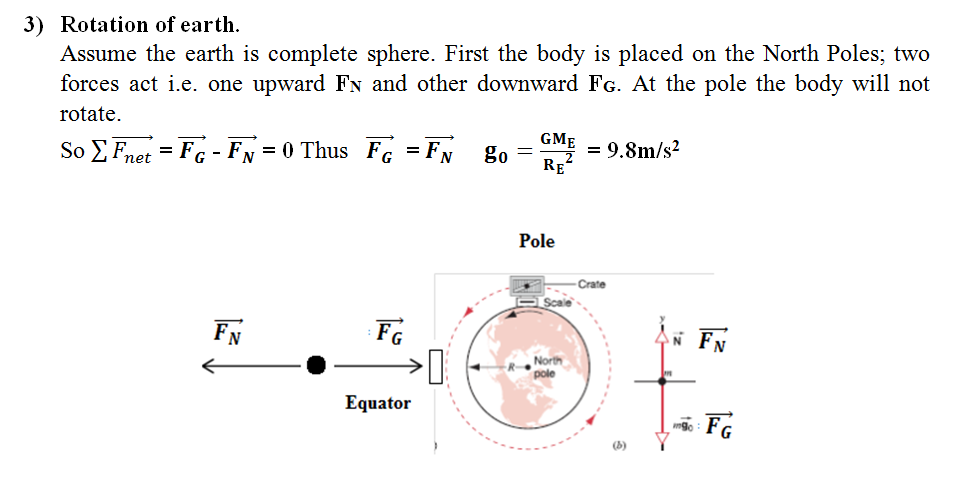 3) Rotation of earth.
Assume the earth is complete sphere. First the body is placed on the North Poles; two
forces act i.e. one upward FN and other downward FG. At the pole the body will not
rotate.
So ∑ F⃗net = F⃗G - F⃗N = 0 Thus F⃗G = F⃗N g₀ = GME / RE² = 9.8m/s²
Pole
Crate
Scale
F⃗N
: F⃗G
R
North
pole
Equator
y
N⃗ F⃗N
m
mg⃗₀ : F⃗G
(b)